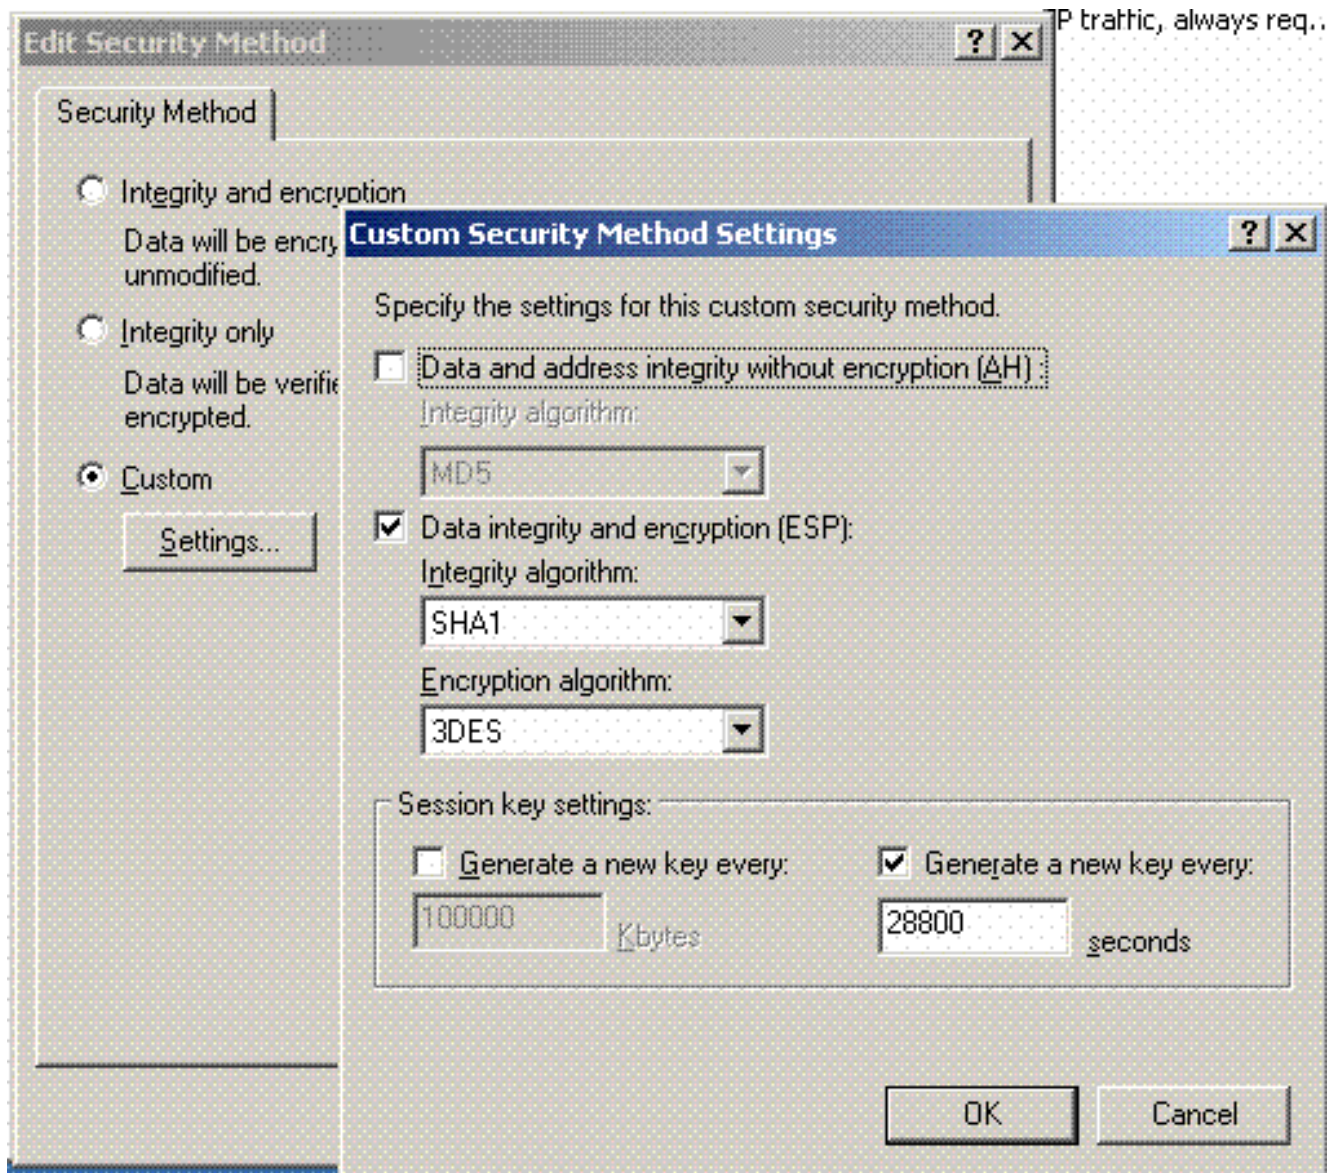 P traffic, always req..
Edit Security Method
Security Method
Integrity and encryption
Data will be encry
unmodified.
Integrity only
Data will be verifie
encrypted.
Custom
Settings...
Custom Security Method Settings
Specify the settings for this custom security method.
Data and address integrity without encryption (AH) :
Integrity algorithm:
MD5
Data integrity and encryption (ESP):
Integrity algorithm:
SHA1
Encryption algorithm:
3DES
Session key settings:
Generate a new key every:
100000 Kbytes
Generate a new key every:
28800 seconds
OK Cancel